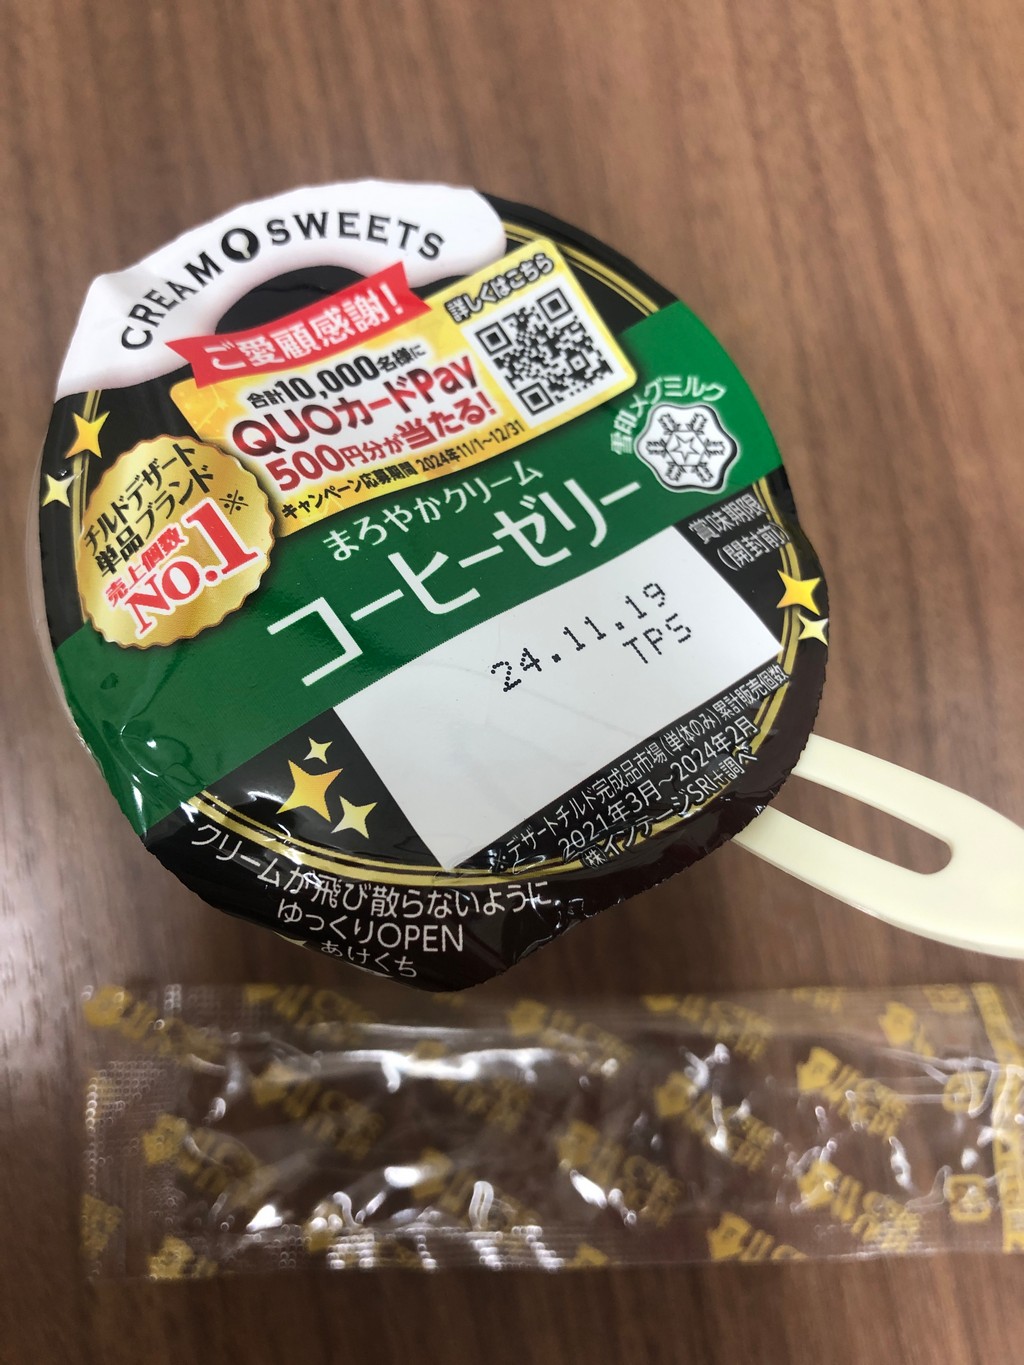 CREAM SWEETS
ご愛顧感謝!
合計10,000名様に
QUOカードPay
500円分が当たる!
キャンペーン応募期間 2024年11/1~12/31
詳しくはこちら
雪印メグミルク
チルドデザート
単品ブランド※
売上個数
NO.1
まろやかクリーム
コーヒーゼリー
賞味期限
(開封前)
24.11.19
TPS
※デザートチルド完成品市場(単体のみ)累計販売個数
2021年3月~2024年2月
(株)インテージSRI+調べ
クリームが飛び散らないように、
ゆっくりOPEN
あけくち